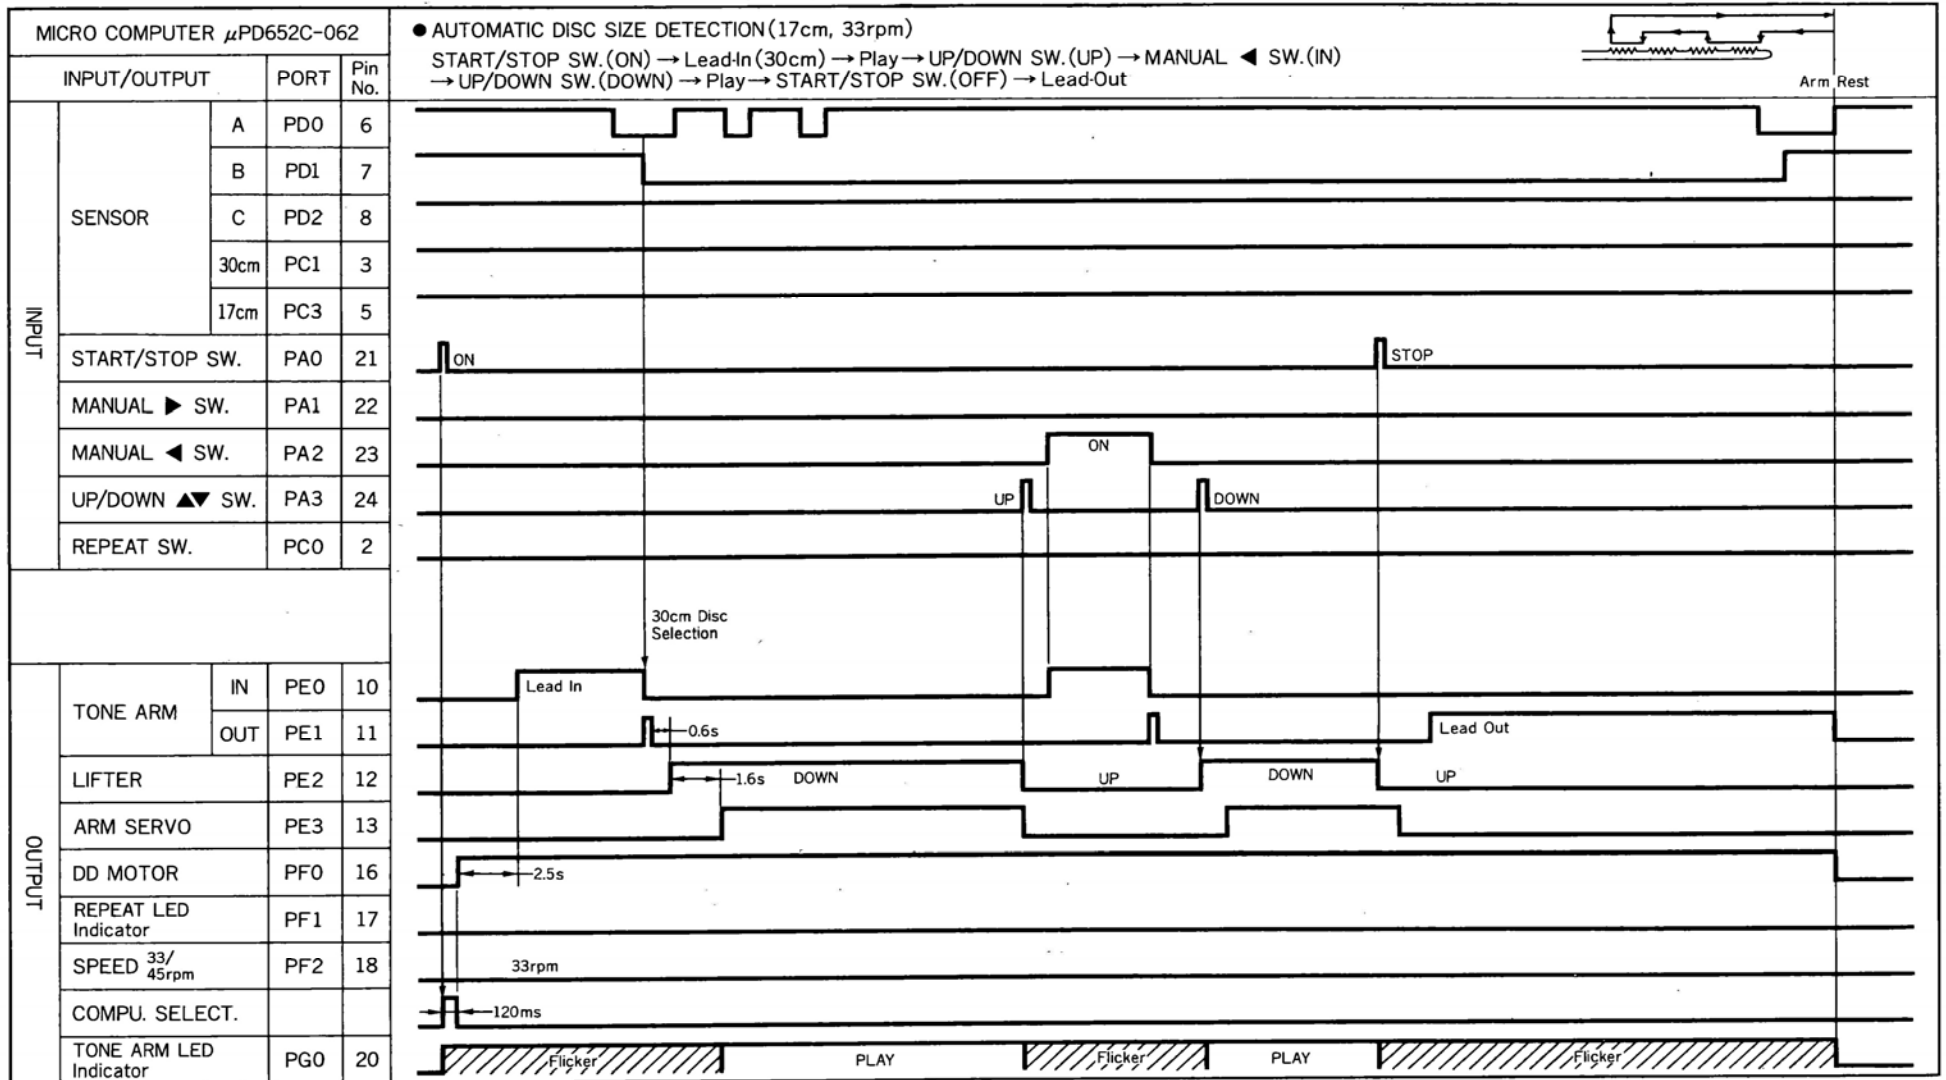 MICRO COMPUTER μPD652C-062
● AUTOMATIC DISC SIZE DETECTION (17cm, 33rpm)
START/STOP SW.(ON) → Lead-In (30cm) → Play → UP/DOWN SW.(UP) → MANUAL ◀ SW.(IN)
→ UP/DOWN SW.(DOWN) → Play → START/STOP SW.(OFF) → Lead-Out
Arm Rest
INPUT/OUTPUT PORT Pin No.
INPUT
SENSOR
A PD0 6
B PD1 7
C PD2 8
30cm PC1 3
17cm PC3 5
START/STOP SW. PA0 21 ON STOP
MANUAL ▶ SW. PA1 22
MANUAL ◀ SW. PA2 23 ON
UP/DOWN ▲▼ SW. PA3 24 UP DOWN
REPEAT SW. PC0 2
30cm Disc
Selection
OUTPUT
TONE ARM
IN PE0 10 Lead In
OUT PE1 11 0.6s Lead Out
LIFTER PE2 12 1.6s DOWN UP DOWN UP
ARM SERVO PE3 13
DD MOTOR PF0 16 2.5s
REPEAT LED
Indicator PF1 17
SPEED 33/45rpm PF2 18 33rpm
COMPU. SELECT. 120ms
TONE ARM LED
Indicator PG0 20 Flicker PLAY Flicker PLAY Flicker